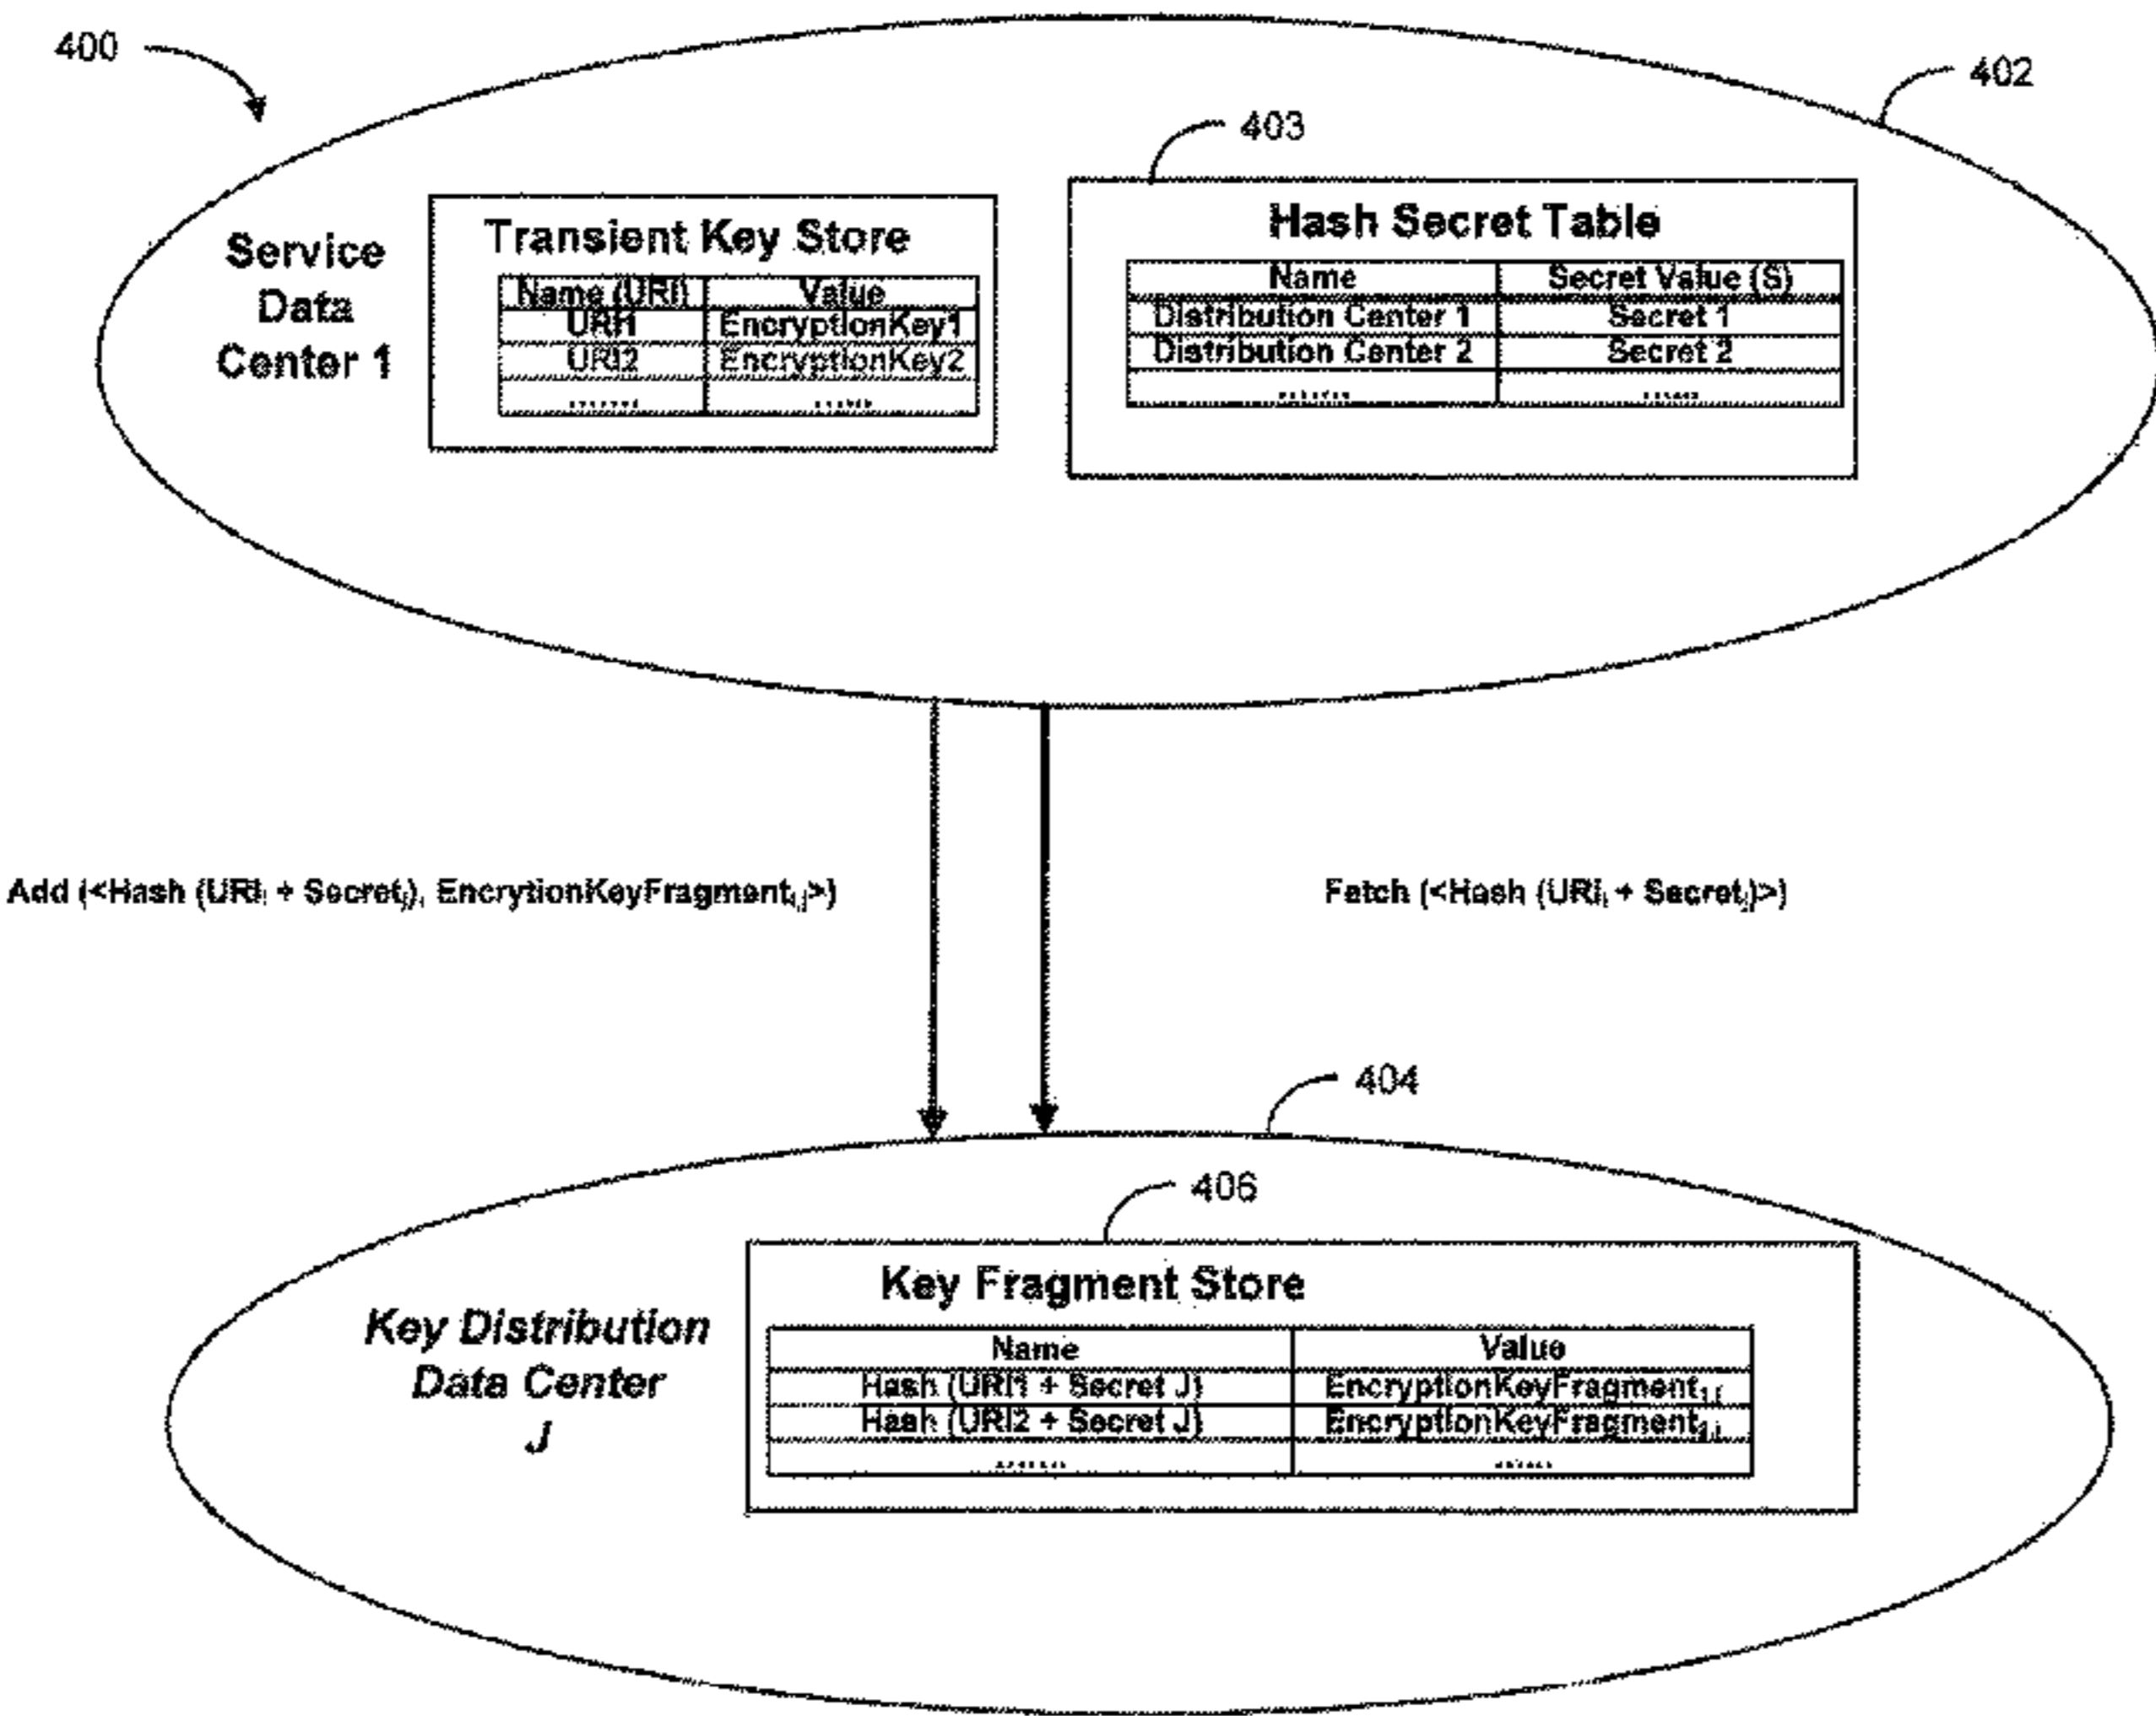 400
402
403
Service
Data
Center 1
Transient Key Store
Name (URI) Value
URI1 EncryptionKey1
URI2 EncryptionKey2
.......
......
Hash Secret Table
Name Secret Value (S)
Distribution Center 1 Secret 1
Distribution Center 2 Secret 2
.......
......
Add (<Hash (URIi + Secretj), EncrytionKeyFragmenti,j>)
Fetch (<Hash (URIi + Secretj)>)
404
406
Key Distribution
Data Center
J
Key Fragment Store
Name Value
Hash (URI1 + Secret J) EncryptionKeyFragment1,j
Hash (URI2 + Secret J) EncryptionKeyFragment2,j
.......
......